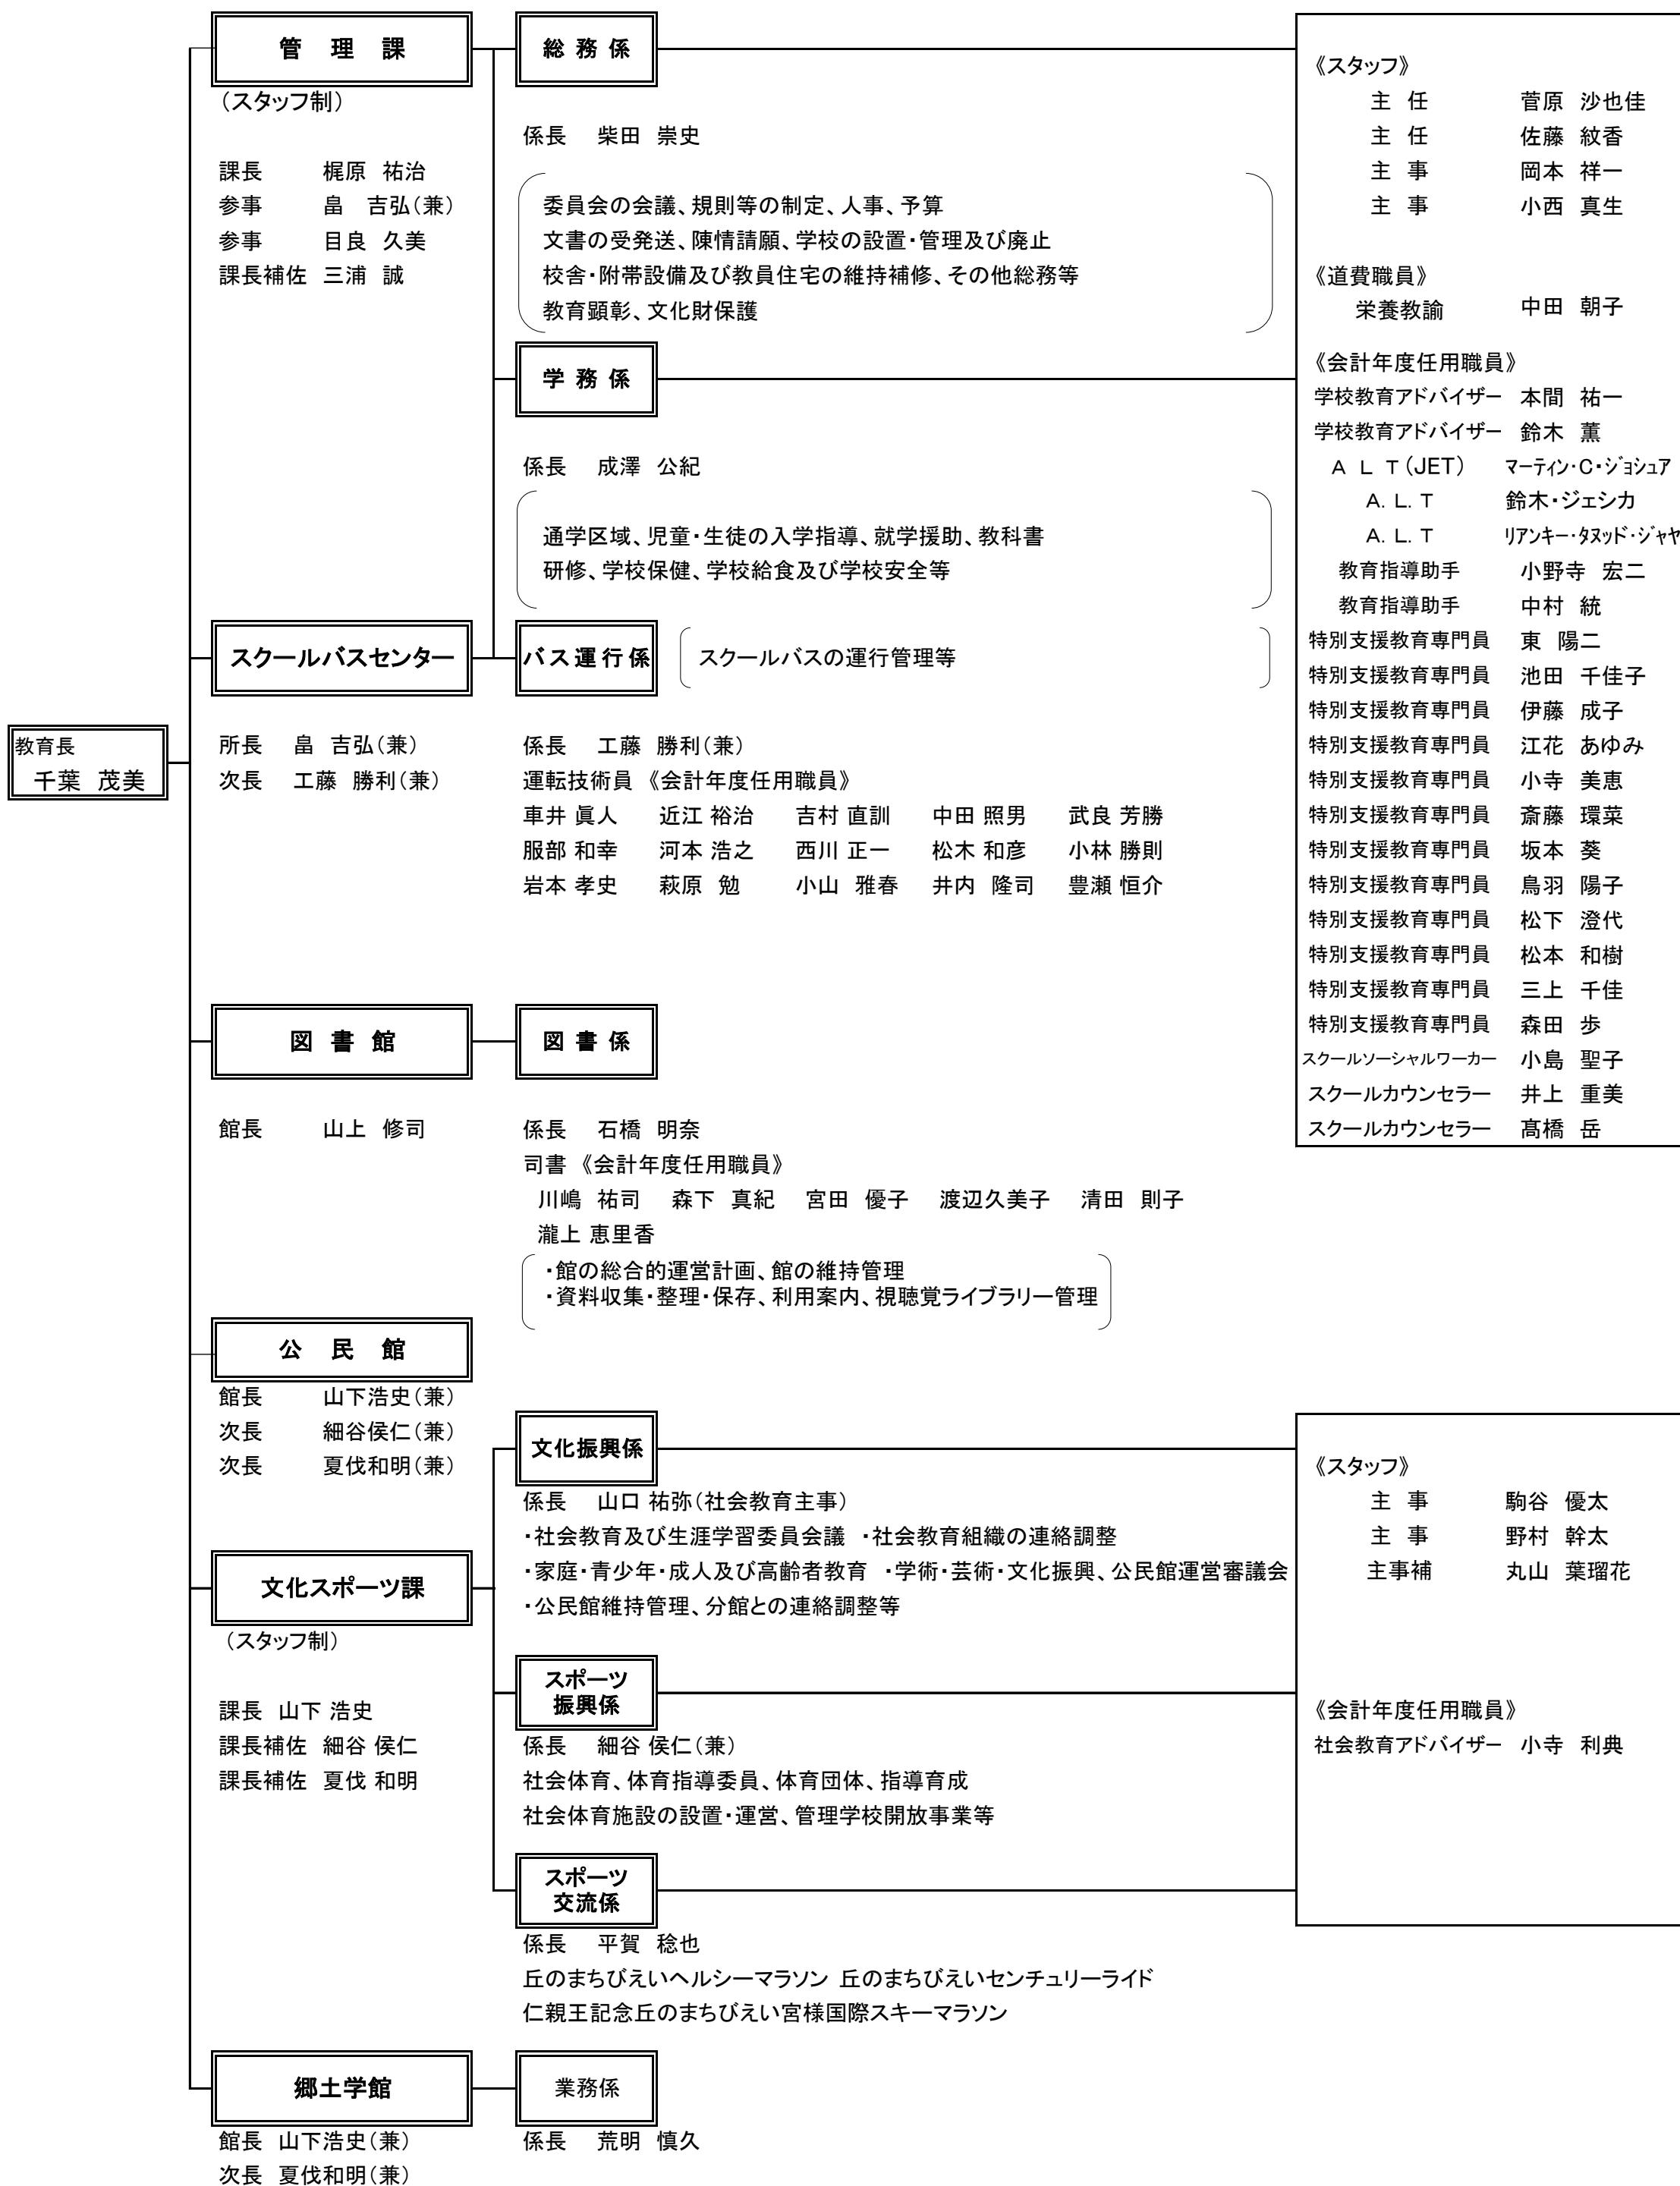 教育長
千葉　茂美
管　理　課
（スタッフ制）
課長　梶原　祐治
参事　畠　吉弘（兼）
参事　目良　久美
課長補佐　三浦　誠
総 務 係
係長　柴田　崇史
委員会の会議、規則等の制定、人事、予算
文書の受発送、陳情請願、学校の設置・管理及び廃止
校舎・附帯設備及び教員住宅の維持補修、その他総務等
教育顕彰、文化財保護
学 務 係
係長　成澤　公紀
通学区域、児童・生徒の入学指導、就学援助、教科書
研修、学校保健、学校給食及び学校安全等
《スタッフ》
主　任　菅原　沙也佳
主　任　佐藤　紋香
主　事　岡本　祥一
主　事　小西　真生
《道費職員》
栄養教諭　中田　朝子
《会計年度任用職員》
学校教育アドバイザー　本間　祐一
学校教育アドバイザー　鈴木　薫
Ａ Ｌ Ｔ（JET）　マーティン・C・ジョシュア
Ａ．Ｌ．Ｔ　鈴木・ジェシカ
Ａ．Ｌ．Ｔ　リアンキー・タヌッド・ジャヤ
教育指導助手　小野寺　宏二
教育指導助手　中村　統
特別支援教育専門員　東　陽二
特別支援教育専門員　池田　千佳子
特別支援教育専門員　伊藤　成子
特別支援教育専門員　江花　あゆみ
特別支援教育専門員　小寺　美恵
特別支援教育専門員　斎藤　環菜
特別支援教育専門員　坂本　葵
特別支援教育専門員　鳥羽　陽子
特別支援教育専門員　松下　澄代
特別支援教育専門員　松本　和樹
特別支援教育専門員　三上　千佳
特別支援教育専門員　森田　歩
スクールソーシャルワーカー　小島　聖子
スクールカウンセラー　井上　重美
スクールカウンセラー　髙橋　岳
スクールバスセンター
所長　畠　吉弘（兼）
次長　工藤　勝利（兼）
バス運行係
スクールバスの運行管理等
係長　工藤　勝利（兼）
運転技術員 《会計年度任用職員》
車井 眞人　近江 裕治　吉村 直訓　中田 照男　武良 芳勝
服部 和幸　河本 浩之　西川 正一　松木 和彦　小林 勝則
岩本 孝史　萩原　勉　小山　雅春　井内　隆司　豊瀬 恒介
図 書 館
館長　山上　修司
図 書 係
係長　石橋　明奈
司書 《会計年度任用職員》
川嶋　祐司　森下　真紀　宮田　優子　渡辺久美子　清田　則子
瀧上 恵里香
・館の総合的運営計画、館の維持管理
・資料収集・整理・保存、利用案内、視聴覚ライブラリー管理
公　民　館
館長　山下浩史（兼）
次長　細谷侯仁（兼）
次長　夏伐和明（兼）
文化スポーツ課
（スタッフ制）
課長　山下 浩史
課長補佐　細谷 侯仁
課長補佐　夏伐 和明
文化振興係
係長　山口 祐弥（社会教育主事）
・社会教育及び生涯学習委員会議　・社会教育組織の連絡調整
・家庭・青少年・成人及び高齢者教育　・学術・芸術・文化振興、公民館運営審議会
・公民館維持管理、分館との連絡調整等
スポーツ
振興係
係長　細谷 侯仁（兼）
社会体育、体育指導委員、体育団体、指導育成
社会体育施設の設置・運営、管理学校開放事業等
スポーツ
交流係
係長　平賀　稔也
丘のまちびえいヘルシーマラソン　丘のまちびえいセンチュリーライド
仁親王記念丘のまちびえい宮様国際スキーマラソン
《スタッフ》
主　事　駒谷　優太
主　事　野村　幹太
主事補　丸山　葉瑠花
《会計年度任用職員》
社会教育アドバイザー　小寺　利典
郷土学館
館長　山下浩史（兼）
次長　夏伐和明（兼）
業務係
係長　荒明　慎久